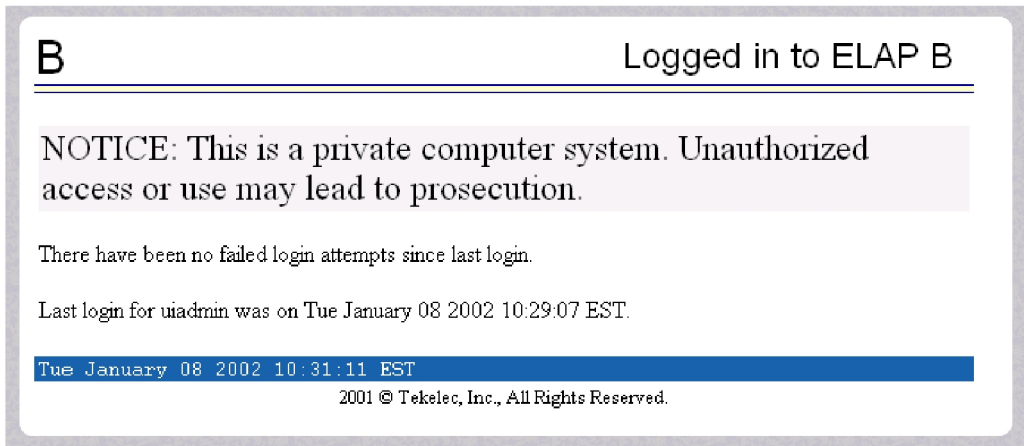 B
Logged in to ELAP B
NOTICE: This is a private computer system. Unauthorized
access or use may lead to prosecution.
There have been no failed login attempts since last login.
Last login for uiadmin was on Tue January 08 2002 10:29:07 EST.
Tue January 08 2002 10:31:11 EST
2001 © Tekelec, Inc., All Rights Reserved.